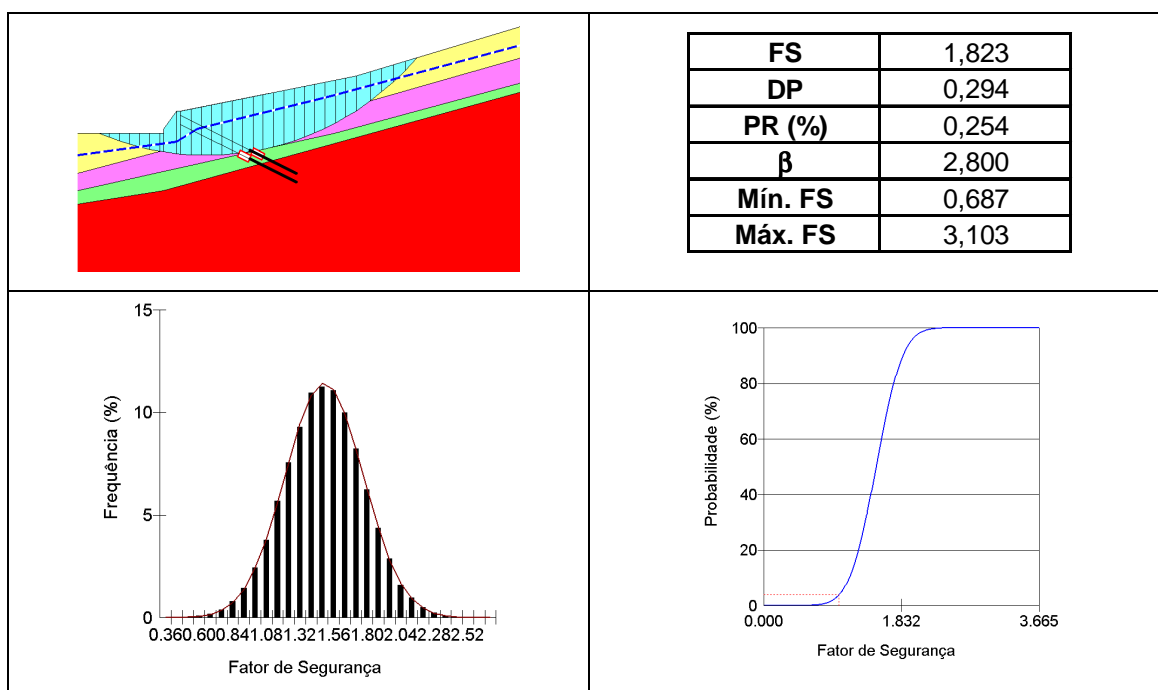 FS 1,823
DP 0,294
PR (%) 0,254
β 2,800
Mín. FS 0,687
Máx. FS 3,103
15
10
5
0
Frequência (%)
0.360.600.841.081.321.561.802.042.282.52
Fator de Segurança
100
80
60
40
20
0
Probabilidade (%)
0.000 1.832 3.665
Fator de Segurança